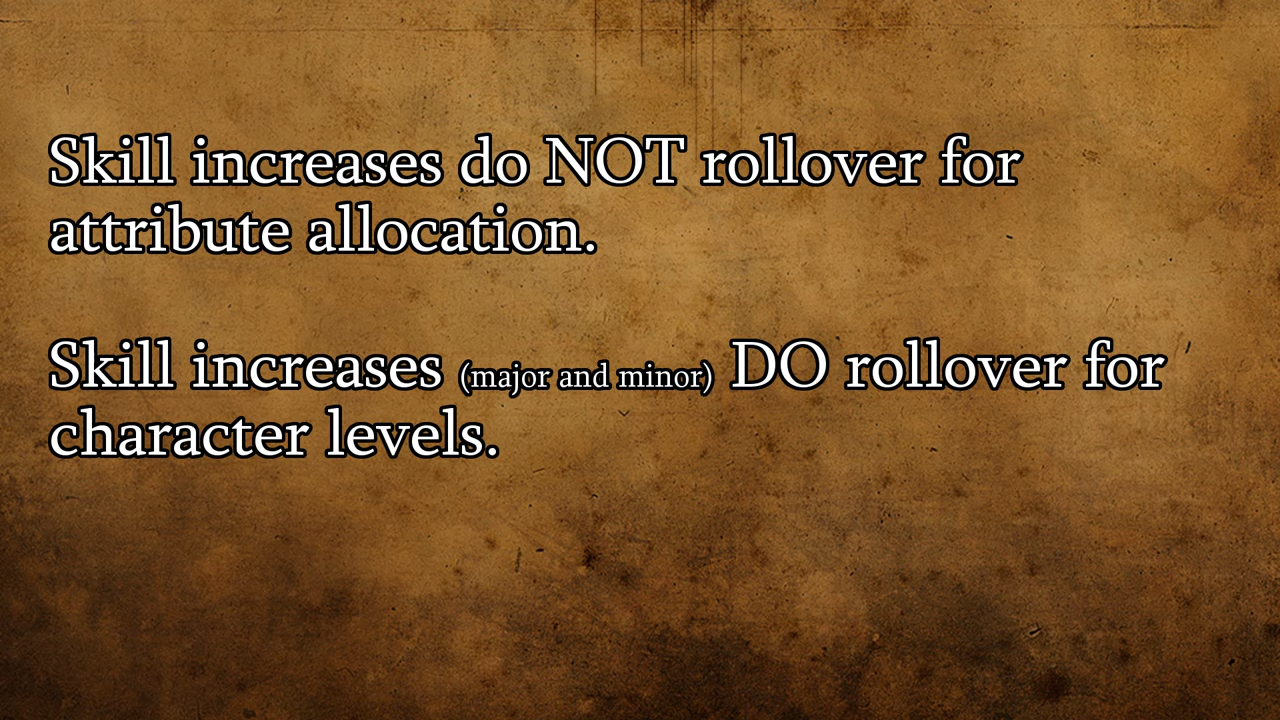 Skill increases do NOT rollover for
attribute allocation.
Skill increases (major and minor) DO rollover for
character levels.